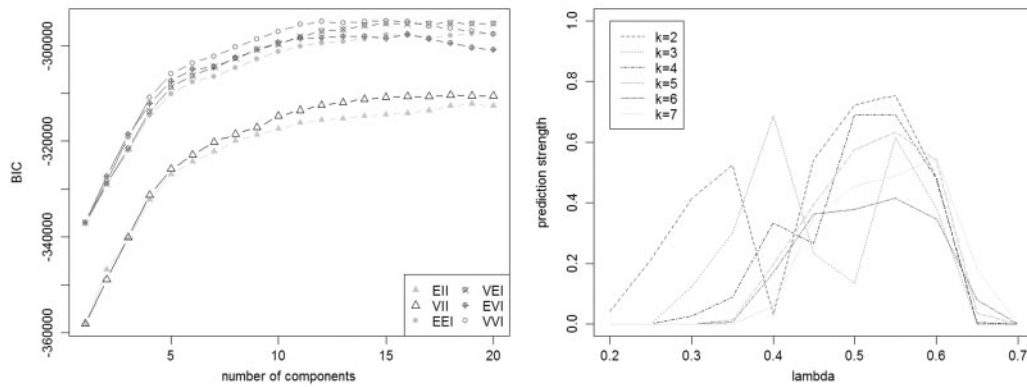 BIC
-300000
-320000
-340000
-360000
EII
VII
EEI
VEI
EVI
VVI
5
10
15
20
number of components
prediction strength
1.0
0.8
0.6
0.4
0.2
0.0
k=2
k=3
k=4
k=5
k=6
k=7
0.2
0.3
0.4
0.5
0.6
0.7
lambda